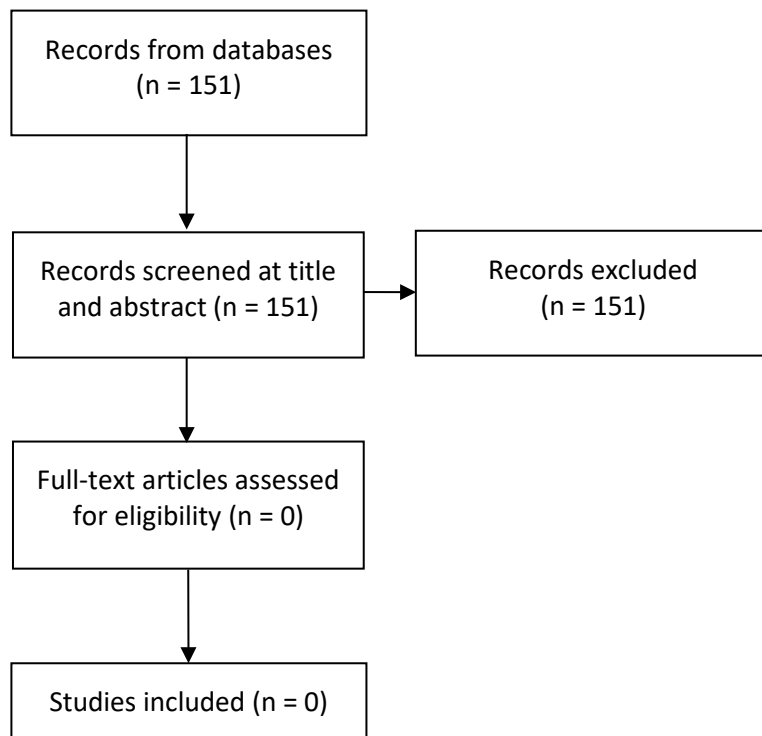 Records from databases
(n = 151)
Records screened at title
and abstract (n = 151)
Records excluded
(n = 151)
Full-text articles assessed
for eligibility (n = 0)
Studies included (n = 0)